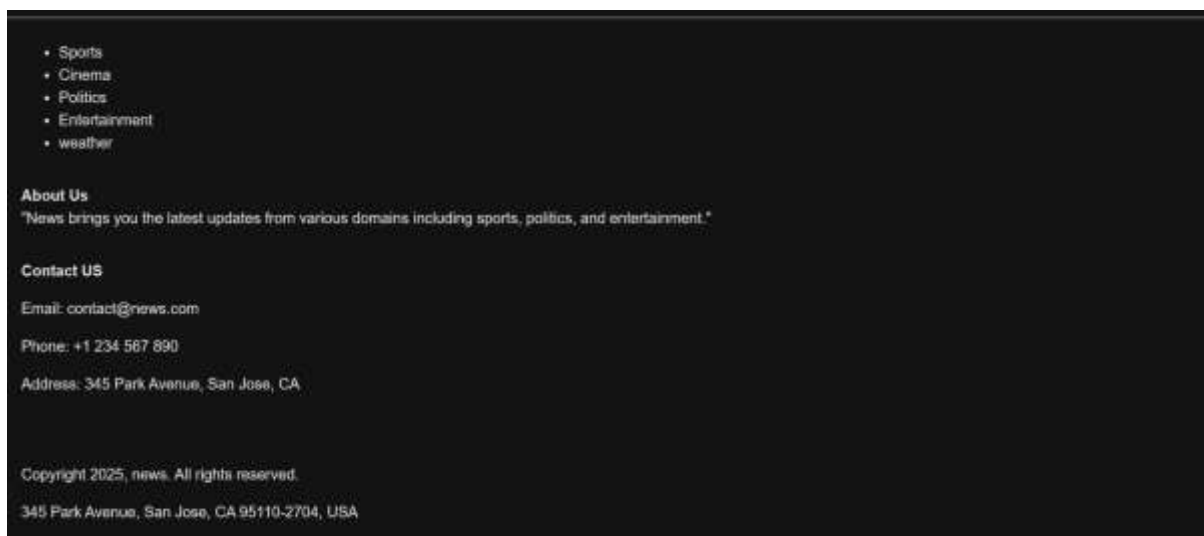 • Sports
• Cinema
• Politics
• Entertainment
• weather
About Us
"News brings you the latest updates from various domains including sports, politics, and entertainment."
Contact US
Email: contact@news.com
Phone: +1 234 567 890
Address: 345 Park Avenue, San Jose, CA
Copyright 2025, news. All rights reserved.
345 Park Avenue, San Jose, CA 95110-2704, USA